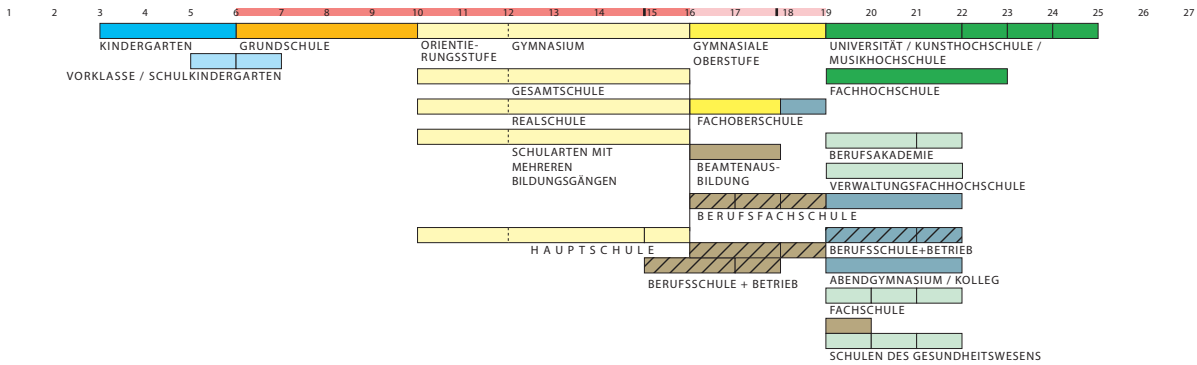 1 2 3 4 5 6 7 8 9 10 11 12 13 14 15 16 17 18 19 20 21 22 23 24 25 26 27
KINDERGARTEN
GRUNDSCHULE
ORIENTIE-
RUNGSSTUFE
GYMNASIUM
GYMNASIALE
OBERSTUFE
UNIVERSITÄT / KUNSTHOCHSCHULE /
MUSIKHOCHSCHULE
VORKLASSE / SCHULKINDERGARTEN
GESAMTSCHULE
FACHHOCHSCHULE
REALSCHULE
FACHOBERSCHULE
SCHULARTEN MIT
MEHREREN
BILDUNGSGÄNGEN
BEAMTENAUS-
BILDUNG
BERUFSAKADEMIE
VERWALTUNGSFACHHOCHSCHULE
BERUFSFACHSCHULE
HAUPTSCHULE
BERUFSSCHULE+BETRIEB
BERUFSSCHULE + BETRIEB
ABENDGYMNASIUM / KOLLEG
FACHSCHULE
SCHULEN DES GESUNDHEITSWESENS